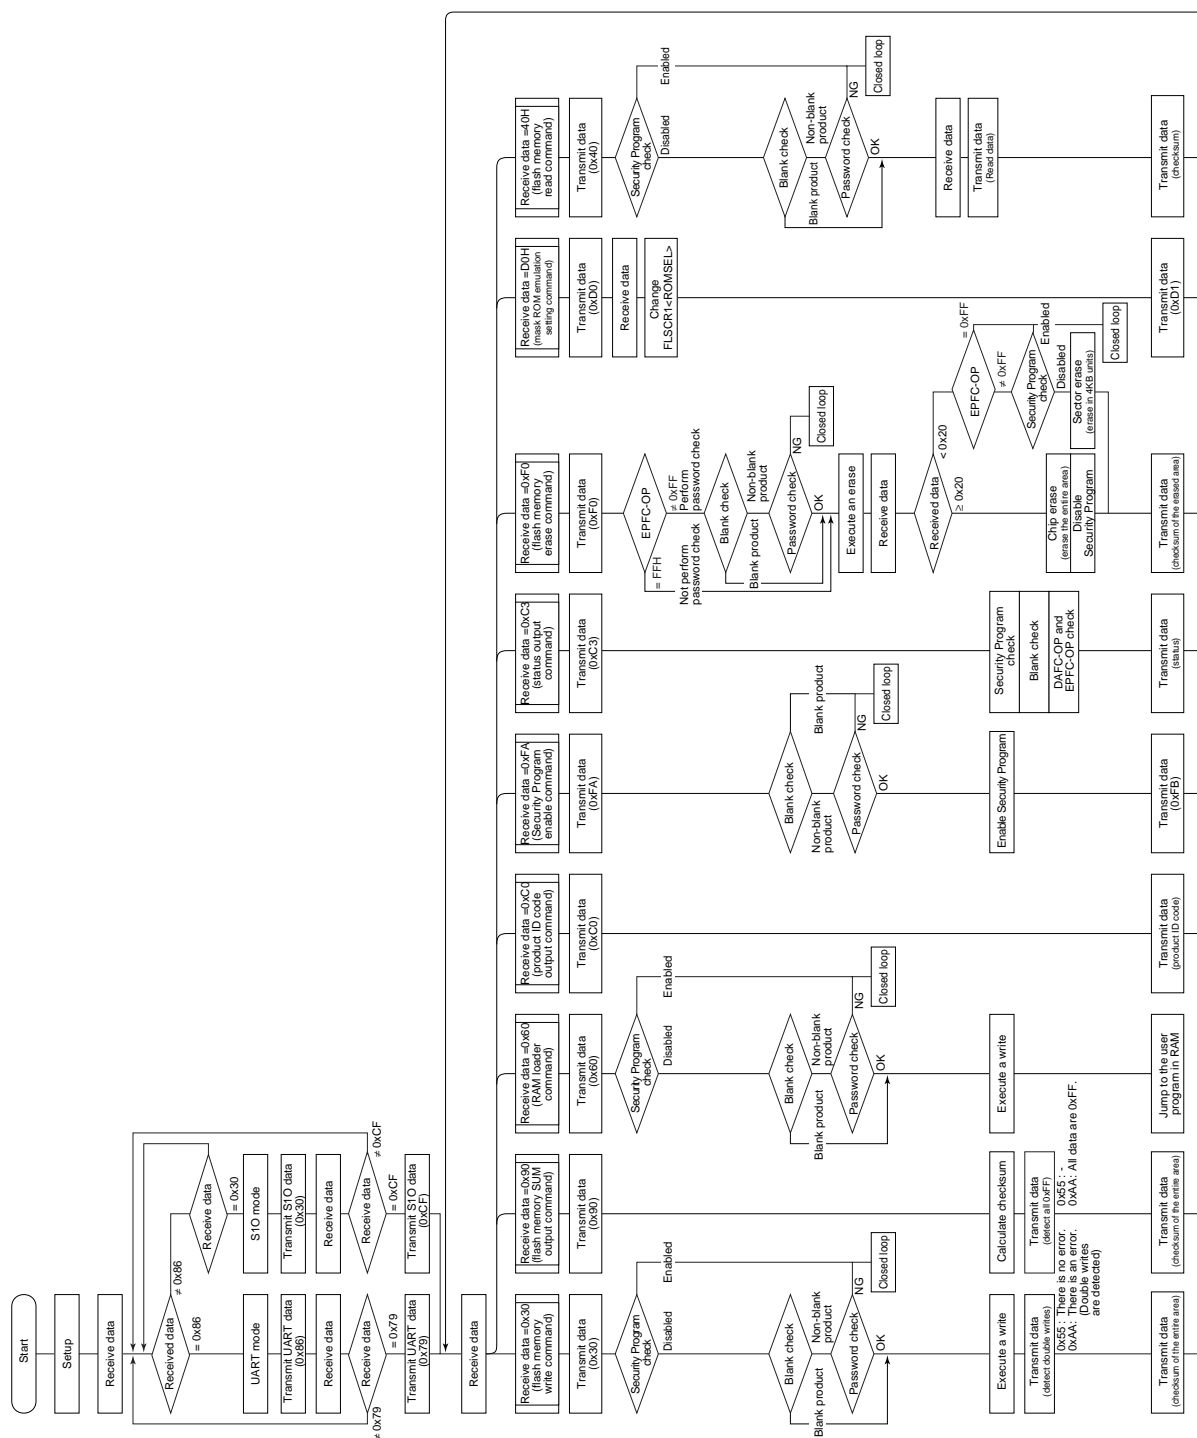 Start
Setup
Receive data
Received data
≠ 0x86
= 0x86
UART mode
Transmit UART data
(0x86)
Receive data
Receive data
= 0x79
≠ 0x79
Transmit UART data
(0x79)
Receive data
= 0x30
S1O mode
Transmit S1O data
(0x30)
Receive data
Receive data
≠ 0xCF
= 0xCF
Transmit S1O data
(0xCF)
Receive data
Receive data =0x30
(flash memory
write command)
Transmit data
(0x30)
Security Program
check
Enabled
Disabled
Blank check
Blank product
Non-blank
product
Password check
NG
OK
Closed loop
Execute a write
Transmit data
(detect double writes)
0x55 : There is no error.
0xAA: There is an error.
(Double writes
are detected)
Transmit data
(checksum of the entire area)
Receive data =0x90
(flash memory SUM
output command)
Transmit data
(0x90)
Calculate checksum
Transmit data
(detect all 0xFF)
0x55 : -
0xAA: All data are 0xFF.
Transmit data
(checksum of the entire area)
Receive data =0x60
(RAM loader
command)
Transmit data
(0x60)
Security Program
check
Enabled
Disabled
Blank check
Blank product
Non-blank
product
Password check
NG
OK
Closed loop
Execute a write
Jump to the user
program in RAM
Receive data =0xC0
(product ID code
output command)
Transmit data
(0xC0)
Transmit data
(product ID code)
Receive data =0xFA
(Security Program
enable command)
Transmit data
(0xFA)
Blank check
Blank product
Non-blank
product
Password check
NG
OK
Closed loop
Enable Security Program
Transmit data
(0xFB)
Receive data =0xC3
(status output
command)
Transmit data
(0xC3)
Security Program
check
Blank check
DAFC-OP and
EPFC-OP check
Transmit data
(status)
Receive data =0xF0
(flash memory
erase command)
Transmit data
(0xF0)
EPFC-OP
= FFH
Not perform
password check
≠ 0xFF
Perform
password check
Blank check
Blank product
Non-blank
product
Password check
NG
OK
Closed loop
Execute an erase
Receive data
Received data
< 0x20
≥ 0x20
EPFC-OP
= 0xFF
≠ 0xFF
Security Program
check
Enabled
Disabled
Closed loop
Chip erase
(erase the entire area)
Disable
Security Program
Sector erase
(erase in 4KB units)
Transmit data
(checksum of the erased area)
Receive data =D0H
(mask ROM emulation
setting command)
Transmit data
(0xD0)
Receive data
Change
FLSCR1<ROMSEL>
Transmit data
(0xD1)
Receive data =40H
(flash memory
read command)
Transmit data
(0x40)
Security Program
check
Enabled
Disabled
Blank check
Blank product
Non-blank
product
Password check
NG
OK
Closed loop
Receive data
Transmit data
(Read data)
Transmit data
(checksum)